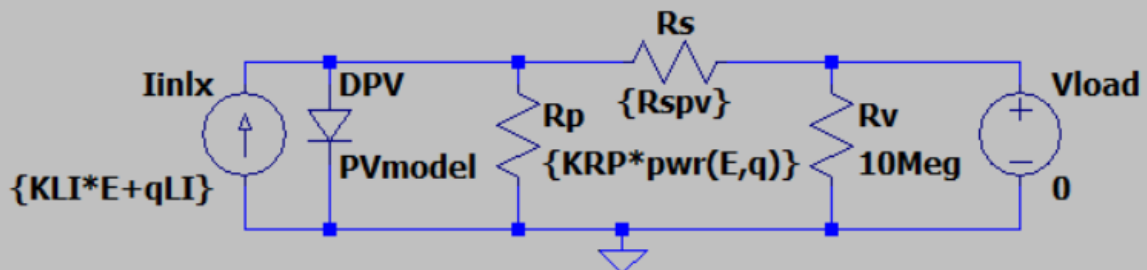 Rs
Iinlx
DPV
Vload
{Rspv}
Rp
Rv
PVmodel
{KRP*pwr(E,q)}
10Meg
{KLI*E+qLI}
0